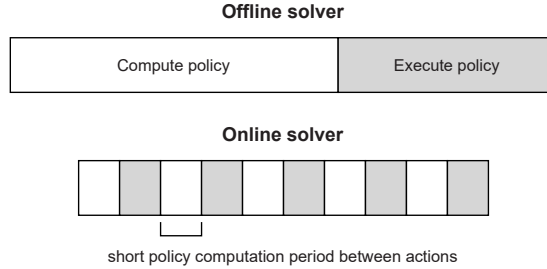 Offline solver
Compute policy Execute policy
Online solver
short policy computation period between actions